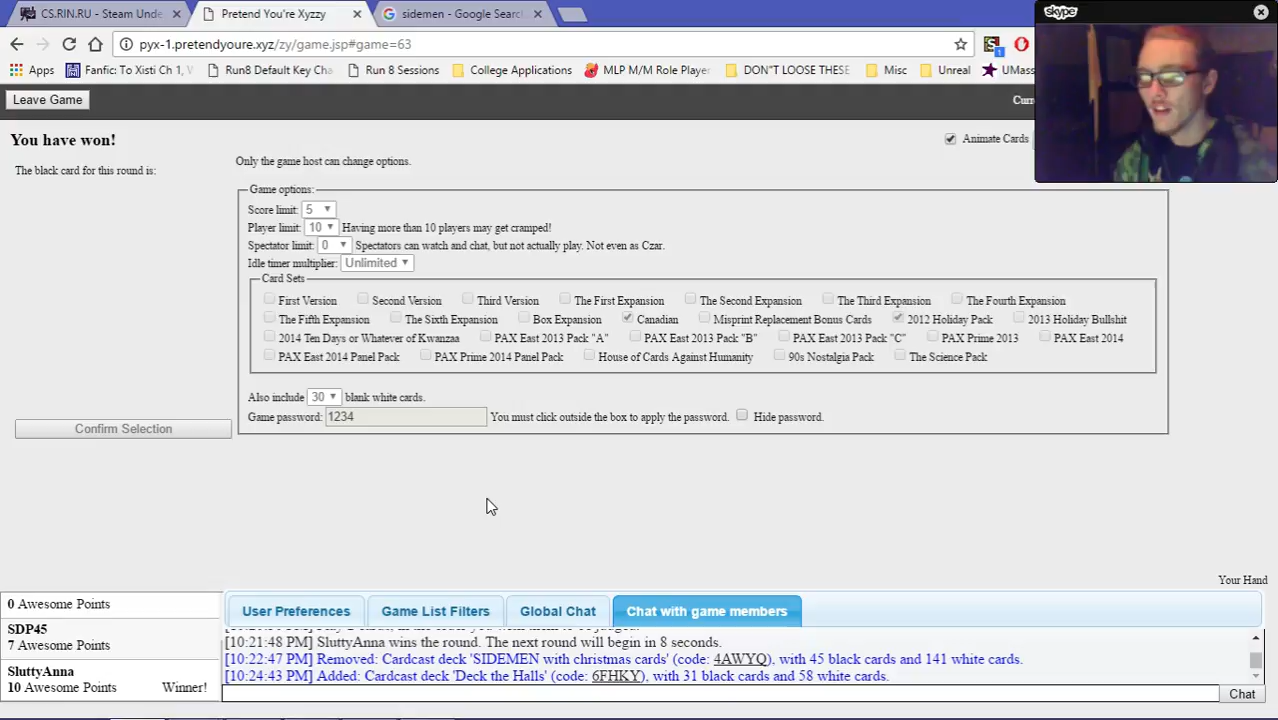 CS.RIN.RU - Steam Unde
Pretend You're Xyzzy
sidemen - Google Searc
skype
pyx-1.pretendyoure.xyz/zy/game.jsp#game=63
Apps
Fanfic: To Xisti Ch 1, V
Run8 Default Key Cha
Run 8 Sessions
College Applications
MLP M/M Role Player
DON"T LOOSE THESE
Misc
Unreal
UMass
Leave Game
Curr
You have won!
Animate Cards
The black card for this round is:
Only the game host can change options.
Game options:
Score limit: 5
Player limit: 10 Having more than 10 players may get cramped!
Spectator limit: 0 Spectators can watch and chat, but not actually play. Not even as Czar.
Idle timer multiplier: Unlimited
Card Sets
First Version Second Version Third Version The First Expansion The Second Expansion The Third Expansion The Fourth Expansion
The Fifth Expansion The Sixth Expansion Box Expansion Canadian Misprint Replacement Bonus Cards 2012 Holiday Pack 2013 Holiday Bullshit
2014 Ten Days or Whatever of Kwanzaa PAX East 2013 Pack "A" PAX East 2013 Pack "B" PAX East 2013 Pack "C" PAX Prime 2013 PAX East 2014
PAX East 2014 Panel Pack PAX Prime 2014 Panel Pack House of Cards Against Humanity 90s Nostalgia Pack The Science Pack
Also include 30 blank white cards.
Game password: 1234 You must click outside the box to apply the password. Hide password.
Confirm Selection
Your Hand
0 Awesome Points
SDP45
7 Awesome Points
SluttyAnna
10 Awesome Points Winner!
User Preferences
Game List Filters
Global Chat
Chat with game members
[10:21:48 PM] SluttyAnna wins the round. The next round will begin in 8 seconds.
[10:22:47 PM] Removed: Cardcast deck 'SIDEMEN with christmas cards' (code: 4AWYQ), with 45 black cards and 141 white cards.
[10:24:43 PM] Added: Cardcast deck 'Deck the Halls' (code: 6FHKY), with 31 black cards and 58 white cards.
Chat